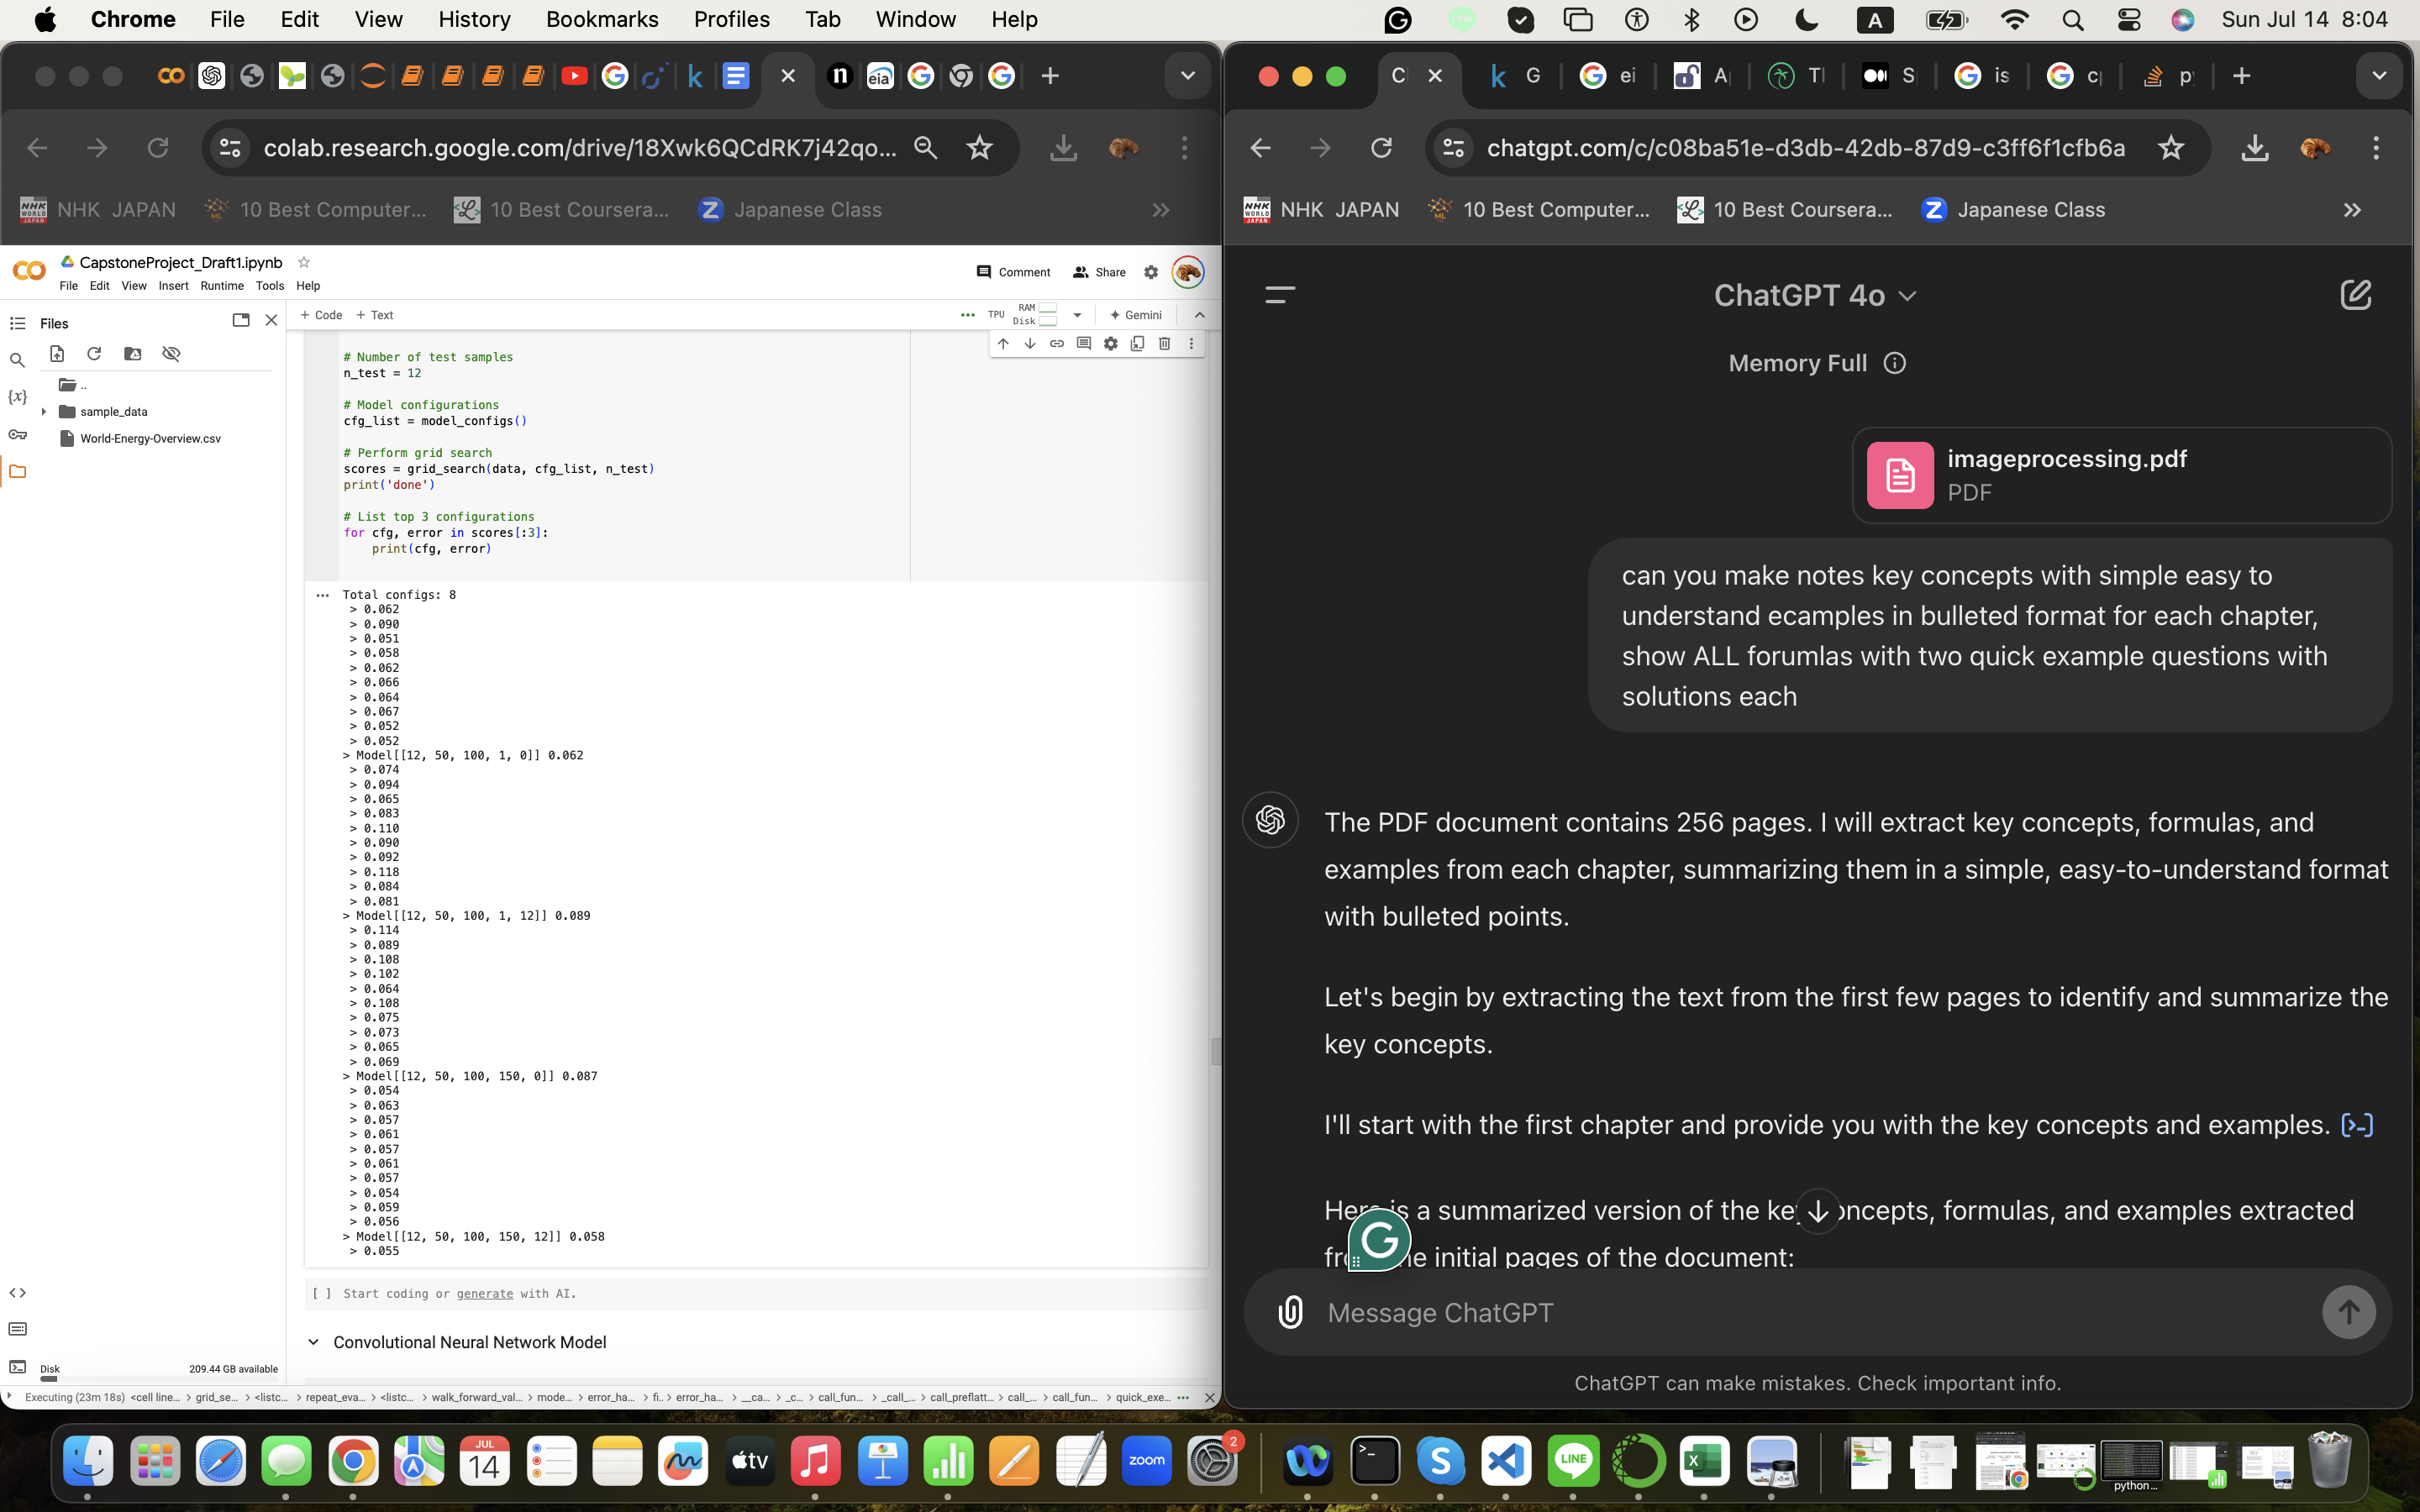 Chrome File Edit View History Bookmarks Profiles Tab Window Help
A
Sun Jul 14 8:04
colab.research.google.com/drive/18Xwk6QCdRK7j42qo...
NHK JAPAN 10 Best Computer... 10 Best Coursera... Japanese Class
CapstoneProject_Draft1.ipynb
File Edit View Insert Runtime Tools Help
Comment Share
Files
+ Code + Text
TPU RAM Disk Gemini
..
sample_data
World-Energy-Overview.csv
# Number of test samples
n_test = 12
# Model configurations
cfg_list = model_configs()
# Perform grid search
scores = grid_search(data, cfg_list, n_test)
print('done')
# List top 3 configurations
for cfg, error in scores[:3]:
print(cfg, error)
Total configs: 8
> 0.062
> 0.090
> 0.051
> 0.058
> 0.062
> 0.066
> 0.064
> 0.067
> 0.052
> 0.052
> Model[[12, 50, 100, 1, 0]] 0.062
> 0.074
> 0.094
> 0.065
> 0.083
> 0.110
> 0.090
> 0.092
> 0.118
> 0.084
> 0.081
> Model[[12, 50, 100, 1, 12]] 0.089
> 0.114
> 0.089
> 0.108
> 0.102
> 0.064
> 0.108
> 0.075
> 0.073
> 0.065
> 0.069
> Model[[12, 50, 100, 150, 0]] 0.087
> 0.054
> 0.063
> 0.057
> 0.061
> 0.057
> 0.061
> 0.057
> 0.054
> 0.059
> 0.056
> Model[[12, 50, 100, 150, 12]] 0.058
> 0.055
[ ] Start coding or generate with AI.
Convolutional Neural Network Model
Disk 209.44 GB available
Executing (23m 18s) <cell line... > grid_se... > <listc... > repeat_eva... > <listc... > walk_forward_val... > mode... > error_ha... > fi.. > error_ha... > __ca... > _c... > call_fun... > _call_... > call_preflatt... > call_... > call_fun... > quick_exe...
C G ei A Tl S is c p
chatgpt.com/c/c08ba51e-d3db-42db-87d9-c3ff6f1cfb6a
NHK JAPAN 10 Best Computer... 10 Best Coursera... Japanese Class
ChatGPT 4o
Memory Full
imageprocessing.pdf
PDF
can you make notes key concepts with simple easy to
understand ecamples in bulleted format for each chapter,
show ALL forumlas with two quick example questions with
solutions each
The PDF document contains 256 pages. I will extract key concepts, formulas, and
examples from each chapter, summarizing them in a simple, easy-to-understand format
with bulleted points.
Let's begin by extracting the text from the first few pages to identify and summarize the
key concepts.
I'll start with the first chapter and provide you with the key concepts and examples. [>-]
Here is a summarized version of the key concepts, formulas, and examples extracted
initial pages of the document:
Message ChatGPT
ChatGPT can make mistakes. Check important info.
JUL
14
tv
zoom
2
LINE
python...